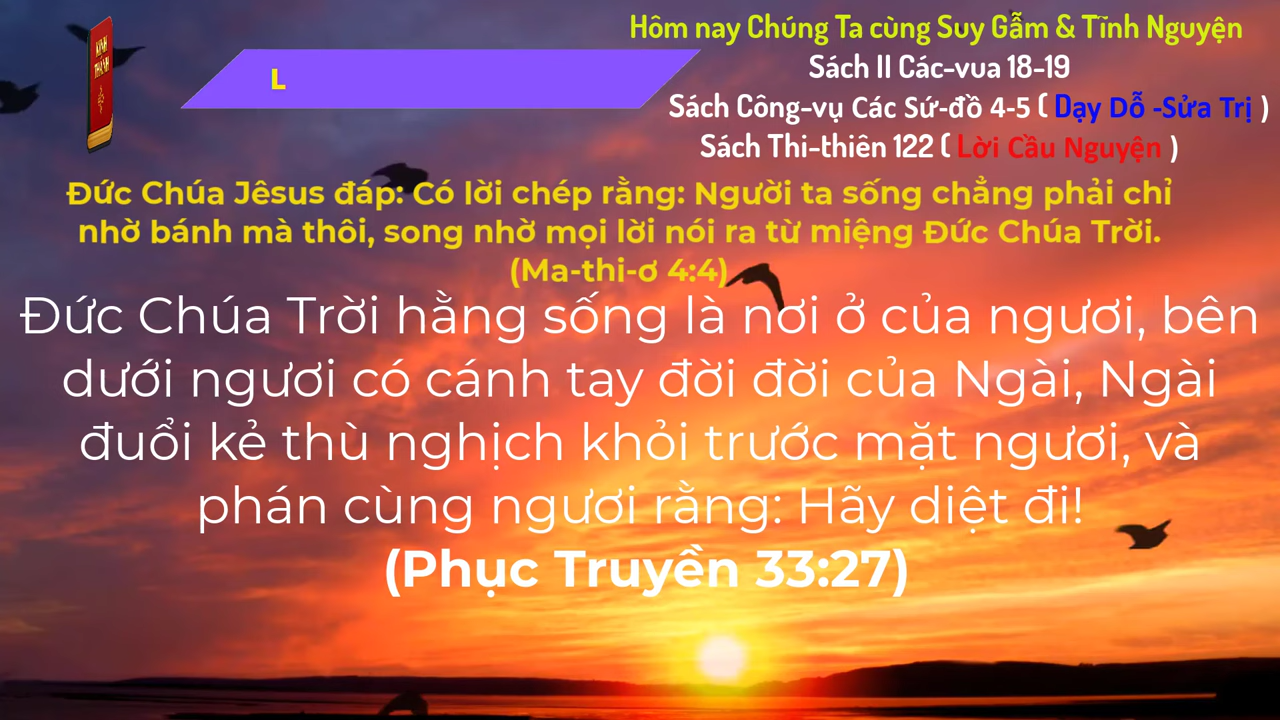 KINH
THÁNH
L
Hôm nay Chúng Ta cùng Suy Gẫm & Tĩnh Nguyện
Sách II Các-vua 18-19
Sách Công-vụ Các Sứ-đồ 4-5 ( Dạy Dỗ -Sửa Trị )
Sách Thi-thiên 122 ( Lời Cầu Nguyện )
Đức Chúa Jêsus đáp: Có lời chép rằng: Người ta sống chẳng phải chỉ
nhờ bánh mà thôi, song nhờ mọi lời nói ra từ miệng Đức Chúa Trời.
(Ma-thi-ơ 4:4)
Đức Chúa Trời hằng sống là nơi ở của ngươi, bên
dưới ngươi có cánh tay đời đời của Ngài, Ngài
đuổi kẻ thù nghịch khỏi trước mặt ngươi, và
phán cùng ngươi rằng: Hãy diệt đi!
(Phục Truyền 33:27)